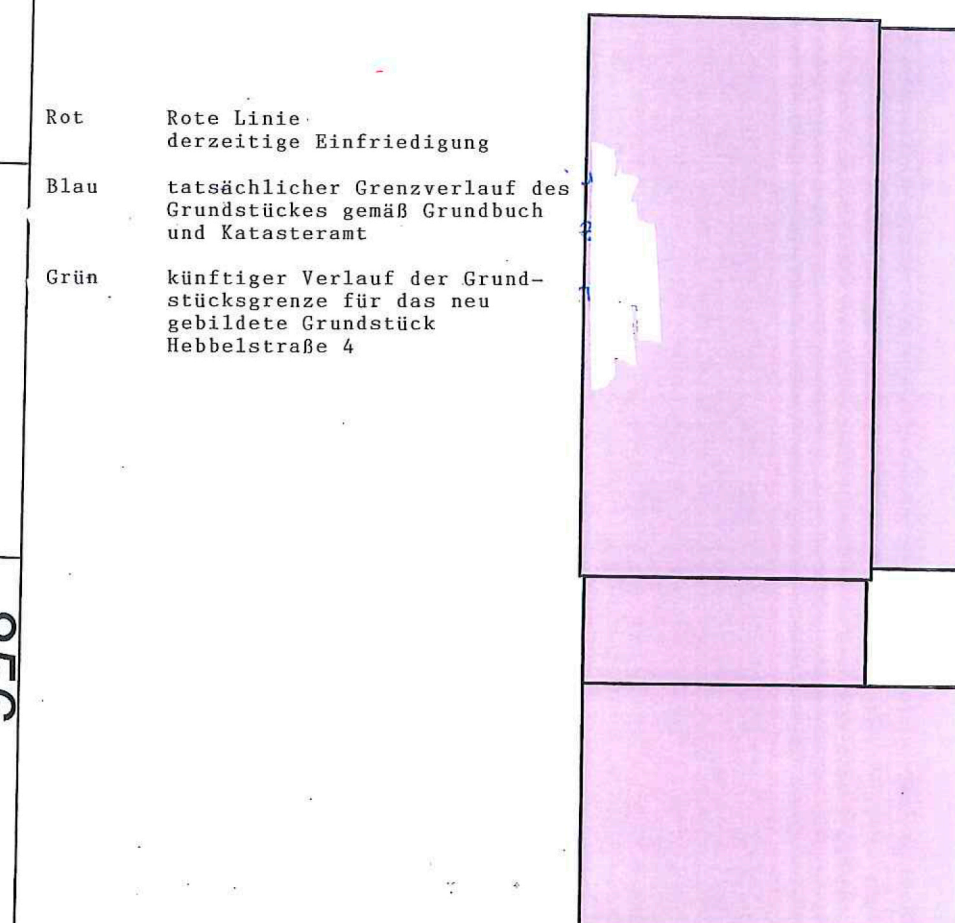 Rot Rote Linie
derzeitige Einfriedigung
Blau tatsächlicher Grenzverlauf des
Grundstückes gemäß Grundbuch
und Katasteramt
Grün künftiger Verlauf der Grund-
stücksgrenze für das neu
gebildete Grundstück
Hebbelstraße 4